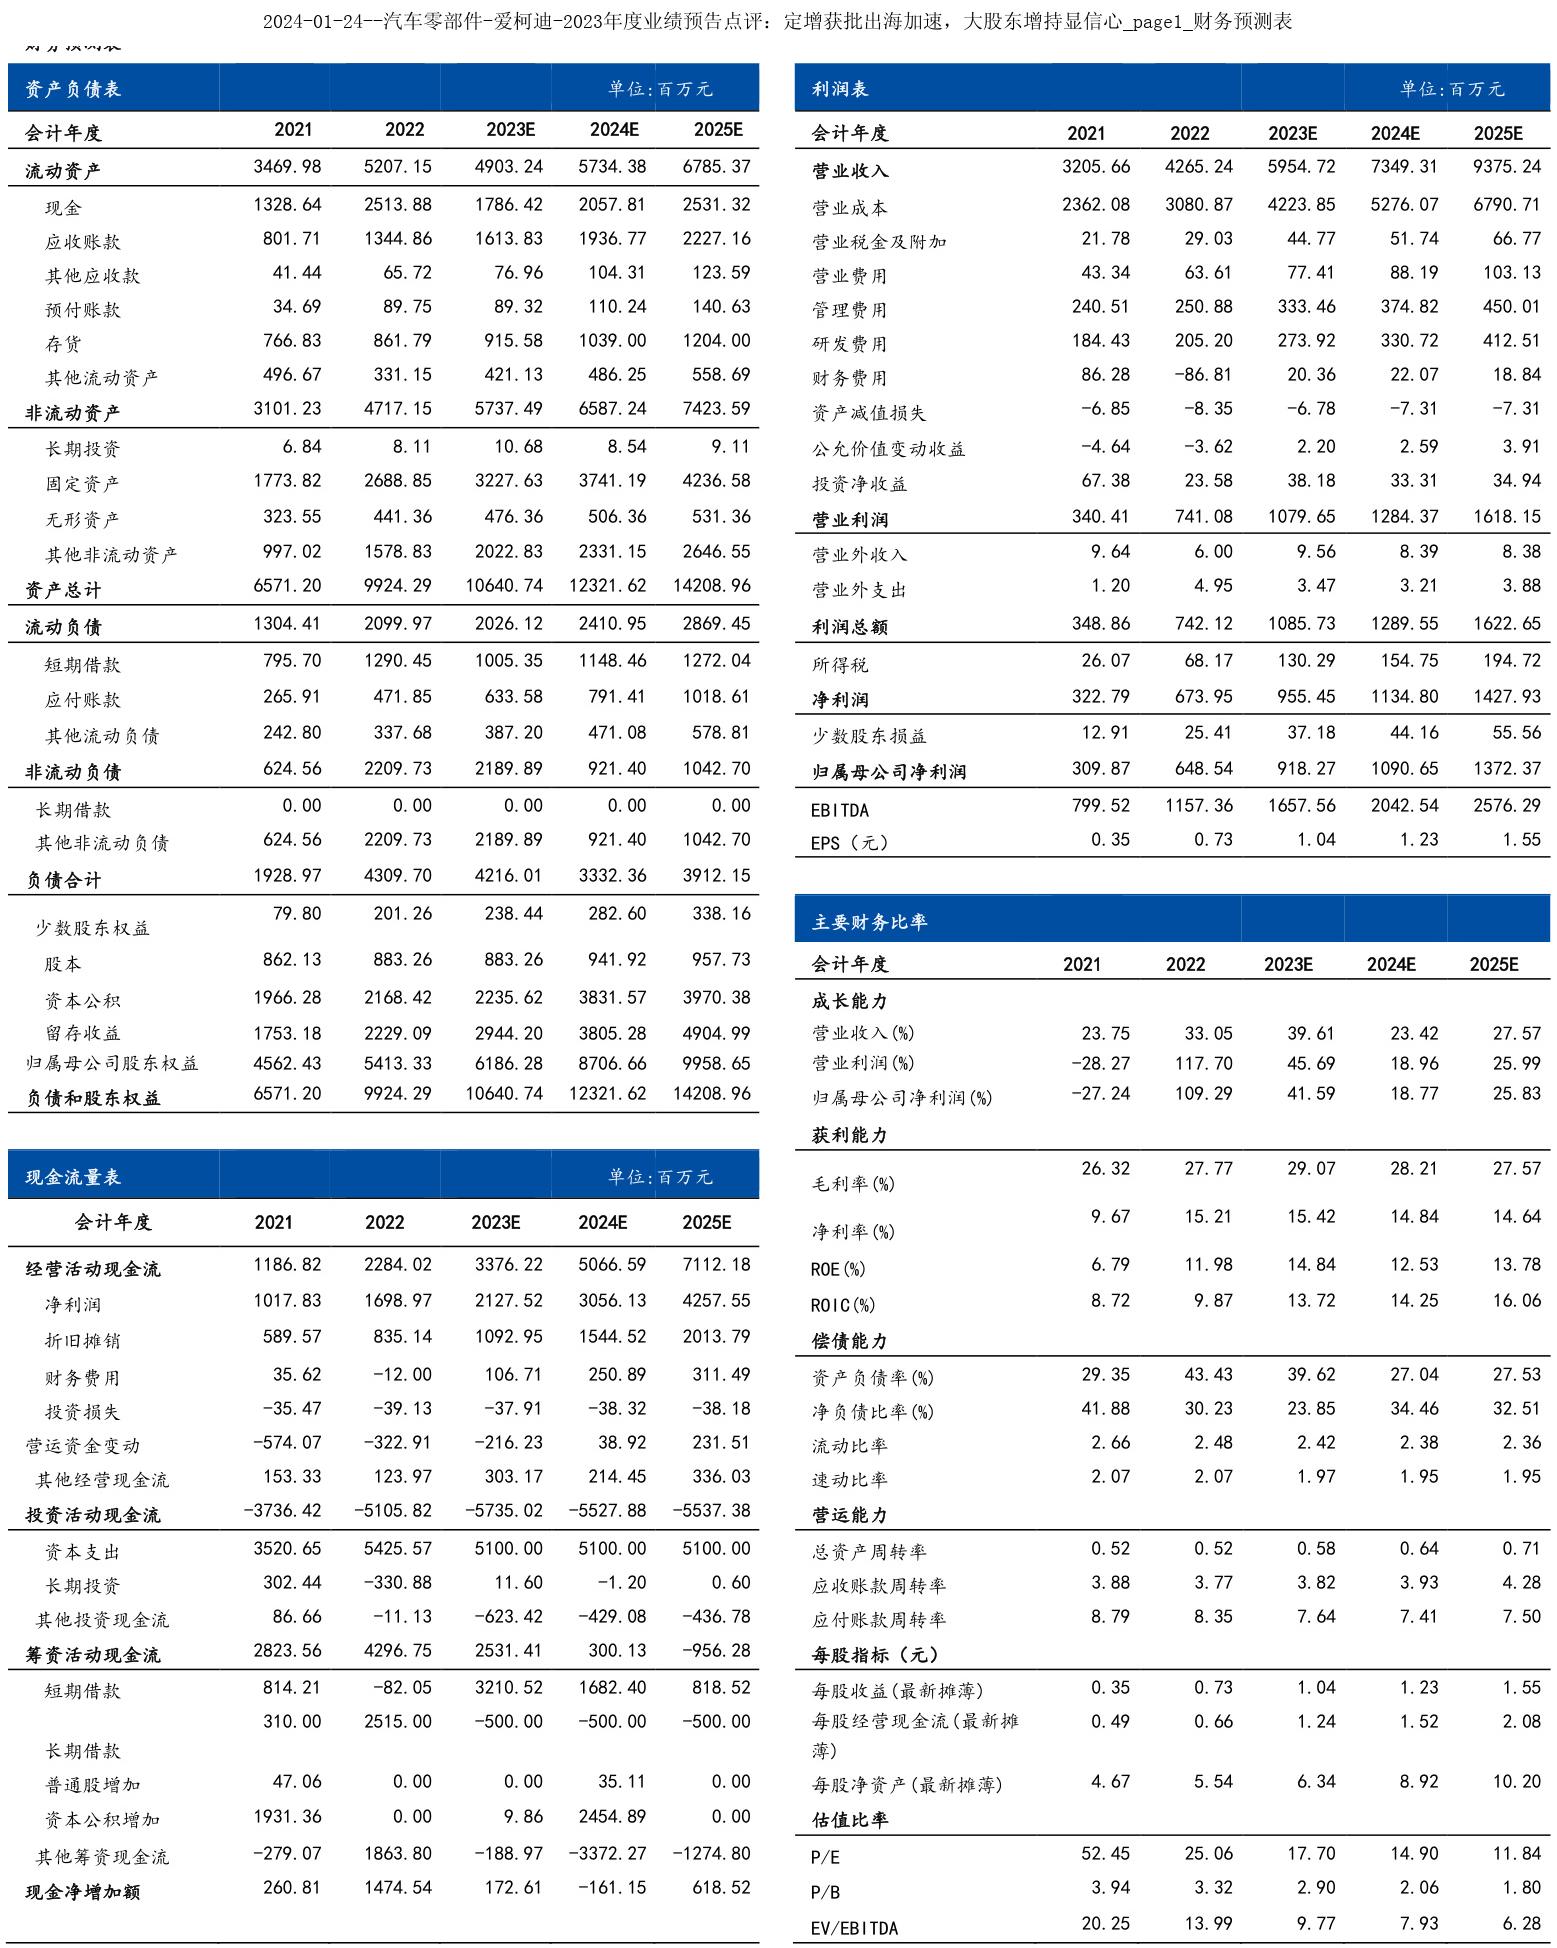 2024-01-24--汽车零部件-爱柯迪-2023年度业绩预告点评：定增获批出海加速，大股东增持显信心_page1_财务预测表
财务预测表
资产负债表 单位:百万元
会计年度 2021 2022 2023E 2024E 2025E
流动资产 3469.98 5207.15 4903.24 5734.38 6785.37
现金 1328.64 2513.88 1786.42 2057.81 2531.32
应收账款 801.71 1344.86 1613.83 1936.77 2227.16
其他应收款 41.44 65.72 76.96 104.31 123.59
预付账款 34.69 89.75 89.32 110.24 140.63
存货 766.83 861.79 915.58 1039.00 1204.00
其他流动资产 496.67 331.15 421.13 486.25 558.69
非流动资产 3101.23 4717.15 5737.49 6587.24 7423.59
长期投资 6.84 8.11 10.68 8.54 9.11
固定资产 1773.82 2688.85 3227.63 3741.19 4236.58
无形资产 323.55 441.36 476.36 506.36 531.36
其他非流动资产 997.02 1578.83 2022.83 2331.15 2646.55
资产总计 6571.20 9924.29 10640.74 12321.62 14208.96
流动负债 1304.41 2099.97 2026.12 2410.95 2869.45
短期借款 795.70 1290.45 1005.35 1148.46 1272.04
应付账款 265.91 471.85 633.58 791.41 1018.61
其他流动负债 242.80 337.68 387.20 471.08 578.81
非流动负债 624.56 2209.73 2189.89 921.40 1042.70
长期借款 0.00 0.00 0.00 0.00 0.00
其他非流动负债 624.56 2209.73 2189.89 921.40 1042.70
负债合计 1928.97 4309.70 4216.01 3332.36 3912.15
少数股东权益 79.80 201.26 238.44 282.60 338.16
股本 862.13 883.26 883.26 941.92 957.73
资本公积 1966.28 2168.42 2235.62 3831.57 3970.38
留存收益 1753.18 2229.09 2944.20 3805.28 4904.99
归属母公司股东权益 4562.43 5413.33 6186.28 8706.66 9958.65
负债和股东权益 6571.20 9924.29 10640.74 12321.62 14208.96
现金流量表 单位:百万元
会计年度 2021 2022 2023E 2024E 2025E
经营活动现金流 1186.82 2284.02 3376.22 5066.59 7112.18
净利润 1017.83 1698.97 2127.52 3056.13 4257.55
折旧摊销 589.57 835.14 1092.95 1544.52 2013.79
财务费用 35.62 -12.00 106.71 250.89 311.49
投资损失 -35.47 -39.13 -37.91 -38.32 -38.18
营运资金变动 -574.07 -322.91 -216.23 38.92 231.51
其他经营现金流 153.33 123.97 303.17 214.45 336.03
投资活动现金流 -3736.42 -5105.82 -5735.02 -5527.88 -5537.38
资本支出 3520.65 5425.57 5100.00 5100.00 5100.00
长期投资 302.44 -330.88 11.60 -1.20 0.60
其他投资现金流 86.66 -11.13 -623.42 -429.08 -436.78
筹资活动现金流 2823.56 4296.75 2531.41 300.13 -956.28
短期借款 814.21 -82.05 3210.52 1682.40 818.52
长期借款 310.00 2515.00 -500.00 -500.00 -500.00
普通股增加 47.06 0.00 0.00 35.11 0.00
资本公积增加 1931.36 0.00 9.86 2454.89 0.00
其他筹资现金流 -279.07 1863.80 -188.97 -3372.27 -1274.80
现金净增加额 260.81 1474.54 172.61 -161.15 618.52
利润表 单位:百万元
会计年度 2021 2022 2023E 2024E 2025E
营业收入 3205.66 4265.24 5954.72 7349.31 9375.24
营业成本 2362.08 3080.87 4223.85 5276.07 6790.71
营业税金及附加 21.78 29.03 44.77 51.74 66.77
营业费用 43.34 63.61 77.41 88.19 103.13
管理费用 240.51 250.88 333.46 374.82 450.01
研发费用 184.43 205.20 273.92 330.72 412.51
财务费用 86.28 -86.81 20.36 22.07 18.84
资产减值损失 -6.85 -8.35 -6.78 -7.31 -7.31
公允价值变动收益 -4.64 -3.62 2.20 2.59 3.91
投资净收益 67.38 23.58 38.18 33.31 34.94
营业利润 340.41 741.08 1079.65 1284.37 1618.15
营业外收入 9.64 6.00 9.56 8.39 8.38
营业外支出 1.20 4.95 3.47 3.21 3.88
利润总额 348.86 742.12 1085.73 1289.55 1622.65
所得税 26.07 68.17 130.29 154.75 194.72
净利润 322.79 673.95 955.45 1134.80 1427.93
少数股东损益 12.91 25.41 37.18 44.16 55.56
归属母公司净利润 309.87 648.54 918.27 1090.65 1372.37
EBITDA 799.52 1157.36 1657.56 2042.54 2576.29
EPS（元） 0.35 0.73 1.04 1.23 1.55
主要财务比率
会计年度 2021 2022 2023E 2024E 2025E
成长能力
营业收入(%) 23.75 33.05 39.61 23.42 27.57
营业利润(%) -28.27 117.70 45.69 18.96 25.99
归属母公司净利润(%) -27.24 109.29 41.59 18.77 25.83
获利能力
毛利率(%) 26.32 27.77 29.07 28.21 27.57
净利率(%) 9.67 15.21 15.42 14.84 14.64
ROE(%) 6.79 11.98 14.84 12.53 13.78
ROIC(%) 8.72 9.87 13.72 14.25 16.06
偿债能力
资产负债率(%) 29.35 43.43 39.62 27.04 27.53
净负债比率(%) 41.88 30.23 23.85 34.46 32.51
流动比率 2.66 2.48 2.42 2.38 2.36
速动比率 2.07 2.07 1.97 1.95 1.95
营运能力
总资产周转率 0.52 0.52 0.58 0.64 0.71
应收账款周转率 3.88 3.77 3.82 3.93 4.28
应付账款周转率 8.79 8.35 7.64 7.41 7.50
每股指标（元）
每股收益(最新摊薄) 0.35 0.73 1.04 1.23 1.55
每股经营现金流(最新摊 0.49 0.66 1.24 1.52 2.08
薄)
每股净资产(最新摊薄) 4.67 5.54 6.34 8.92 10.20
估值比率
P/E 52.45 25.06 17.70 14.90 11.84
P/B 3.94 3.32 2.90 2.06 1.80
EV/EBITDA 20.25 13.99 9.77 7.93 6.28